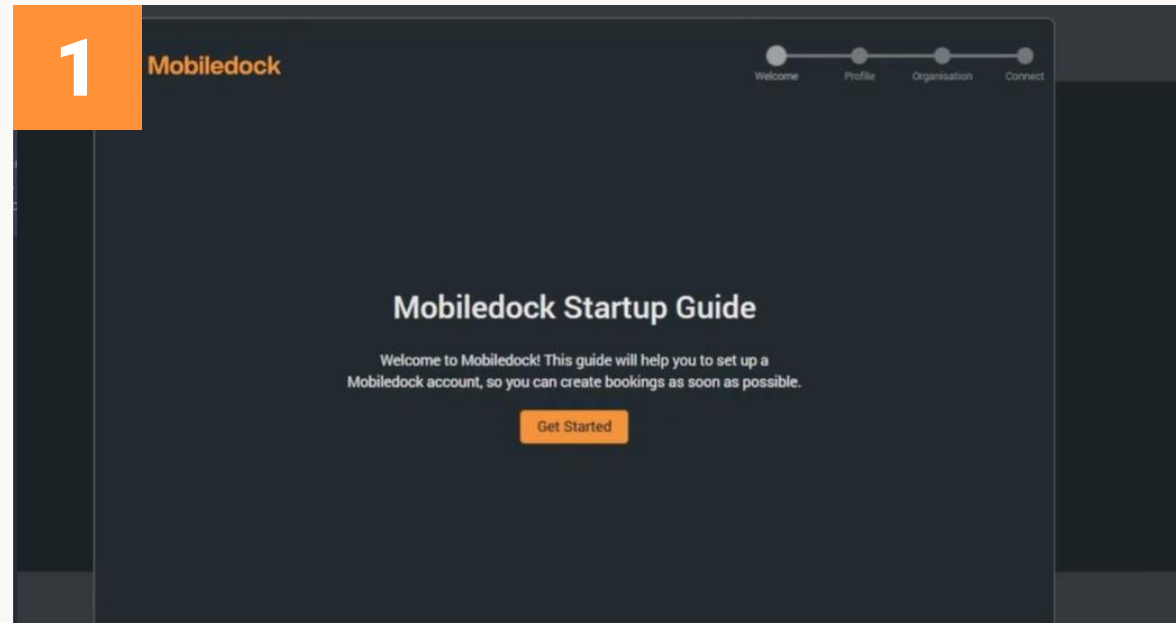 1
Mobiledock
Welcome
Profile
Organisation
Connect
Mobiledock Startup Guide
Welcome to Mobiledock! This guide will help you to set up a
Mobiledock account, so you can create bookings as soon as possible.
Get Started